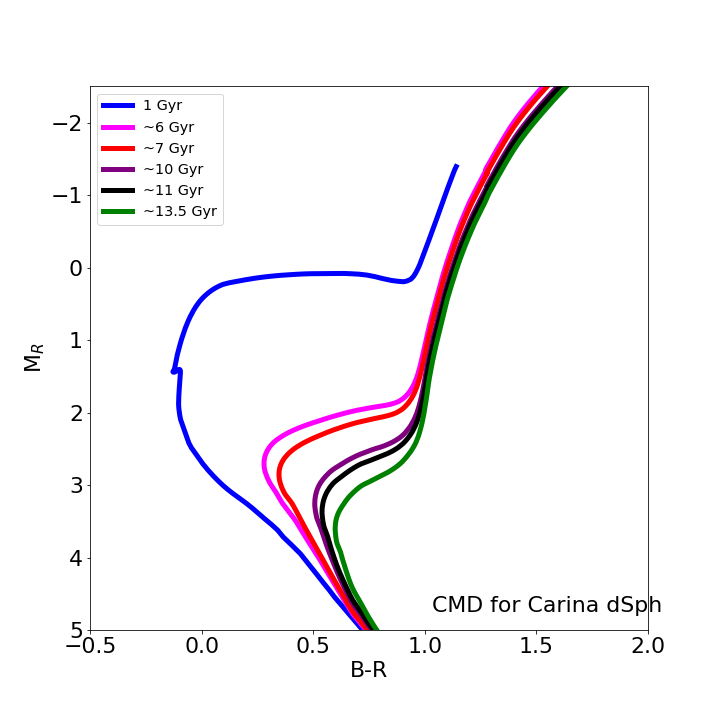 1 Gyr
~6 Gyr
~7 Gyr
~10 Gyr
~11 Gyr
~13.5 Gyr
−2
−1
0
1
2
3
4
5
M_R
CMD for Carina dSph
−0.5
0.0
0.5
1.0
1.5
2.0
B-R